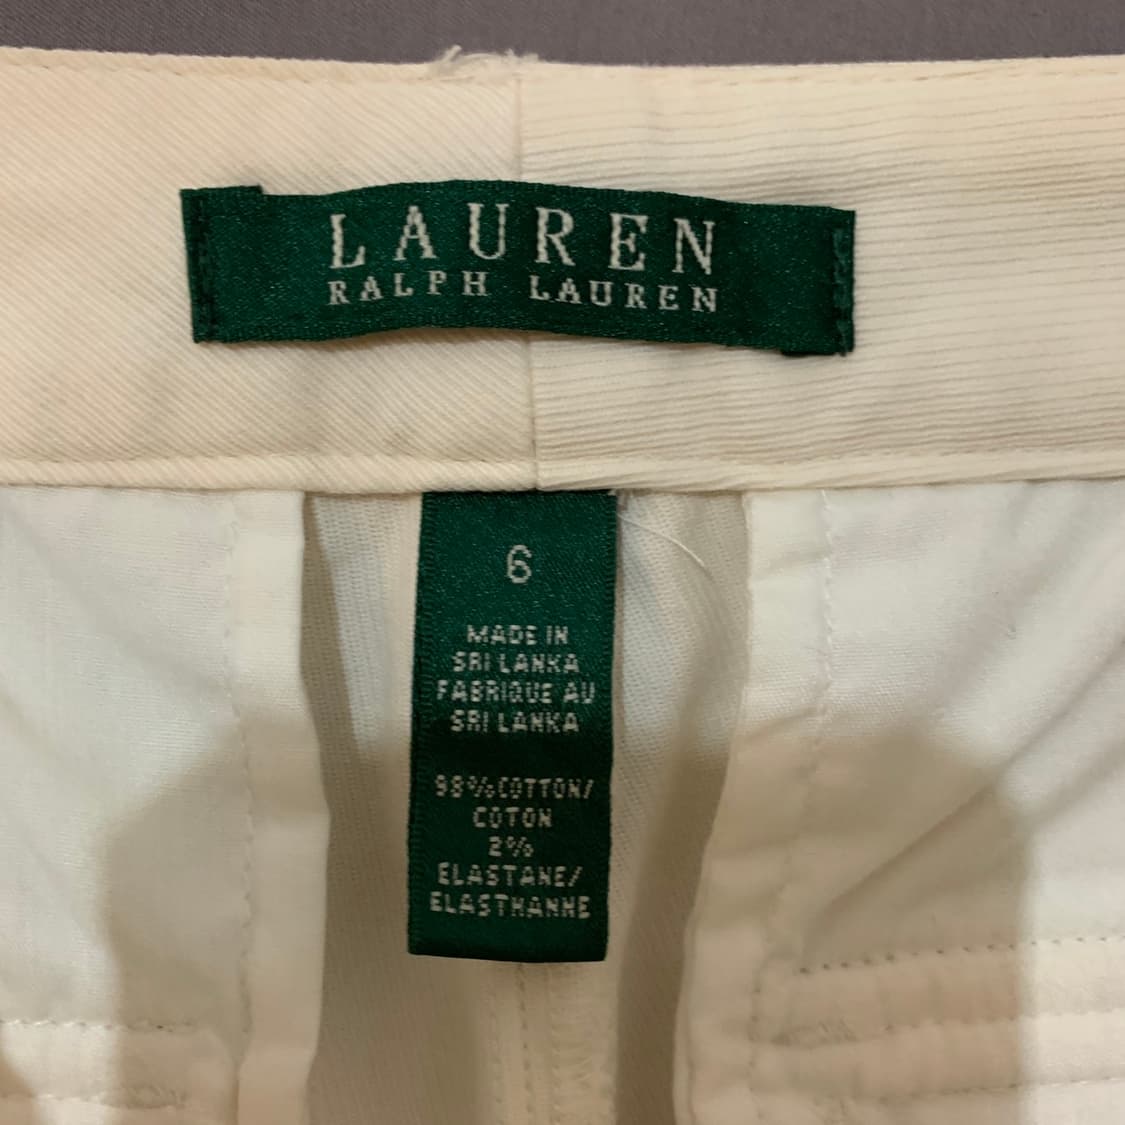 LAUREN
RALPH LAUREN
6
MADE IN
SRI LANKA
FABRIQUE AU
SRI LANKA
98%COTTON/
COTON
2%
ELASTANE/
ELASTHANNE